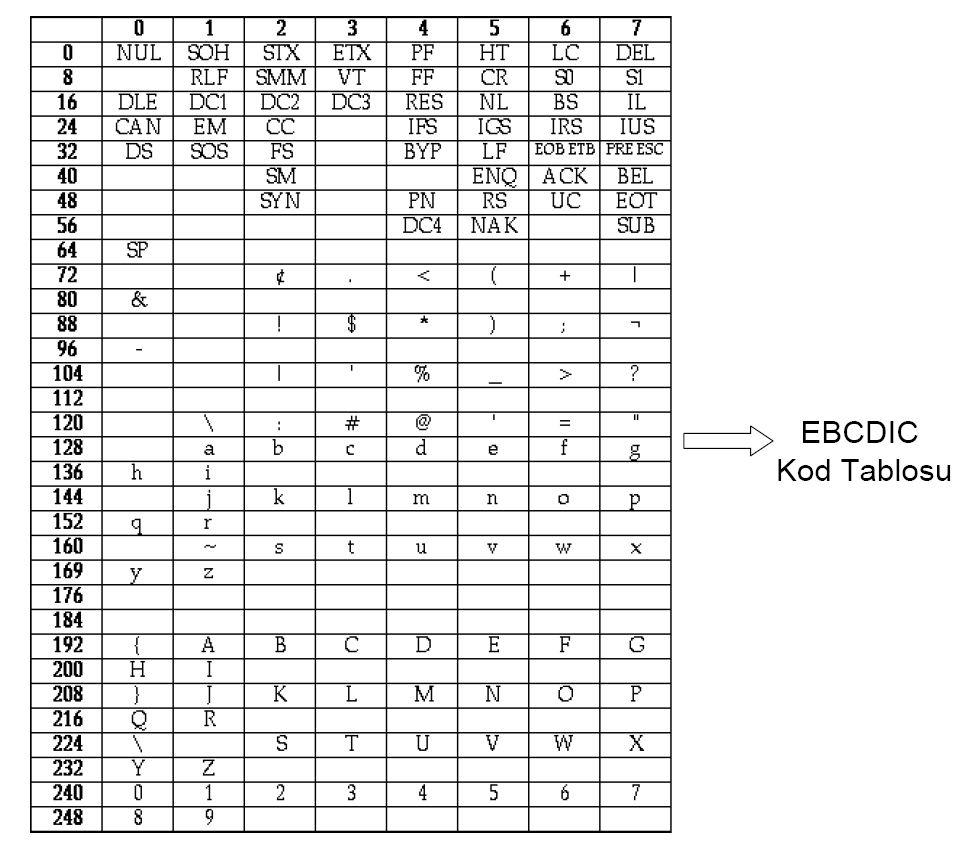 0 1 2 3 4 5 6 7
0 NUL SOH STX ETX PF HT LC DEL
8 RLF SMM VT FF CR S0 S1
16 DLE DC1 DC2 DC3 RES NL BS IL
24 CAN EM CC IFS IGS IRS IUS
32 DS SOS FS BYP LF EOB ETB PRE ESC
40 SM ENQ ACK BEL
48 SYN PN RS UC EOT
56 DC4 NAK SUB
64 SP
72 ¢ . < ( + |
80 &
88 ! $ * ) ; ¬
96 -
104 | ' % _ > ?
112
120 \ : # @ ' = "
128 a b c d e f g
136 h i
144 j k l m n o p
152 q r
160 ~ s t u v w x
169 y z
176
184
192 { A B C D E F G
200 H I
208 } J K L M N O P
216 Q R
224 \ S T U V W X
232 Y Z
240 0 1 2 3 4 5 6 7
248 8 9
EBCDIC
Kod Tablosu